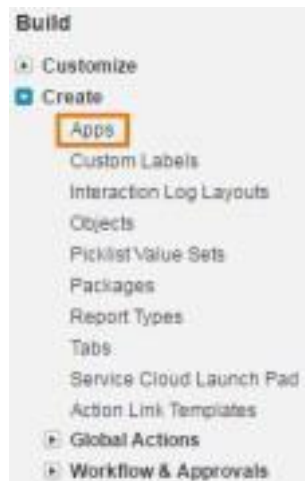 Build
Customize
Create
Apps
Custom Labels
Interaction Log Layouts
Objects
Picklist Value Sets
Packages
Report Types
Tabs
Service Cloud Launch Pad
Action Link Templates
Global Actions
Workflow & Approvals